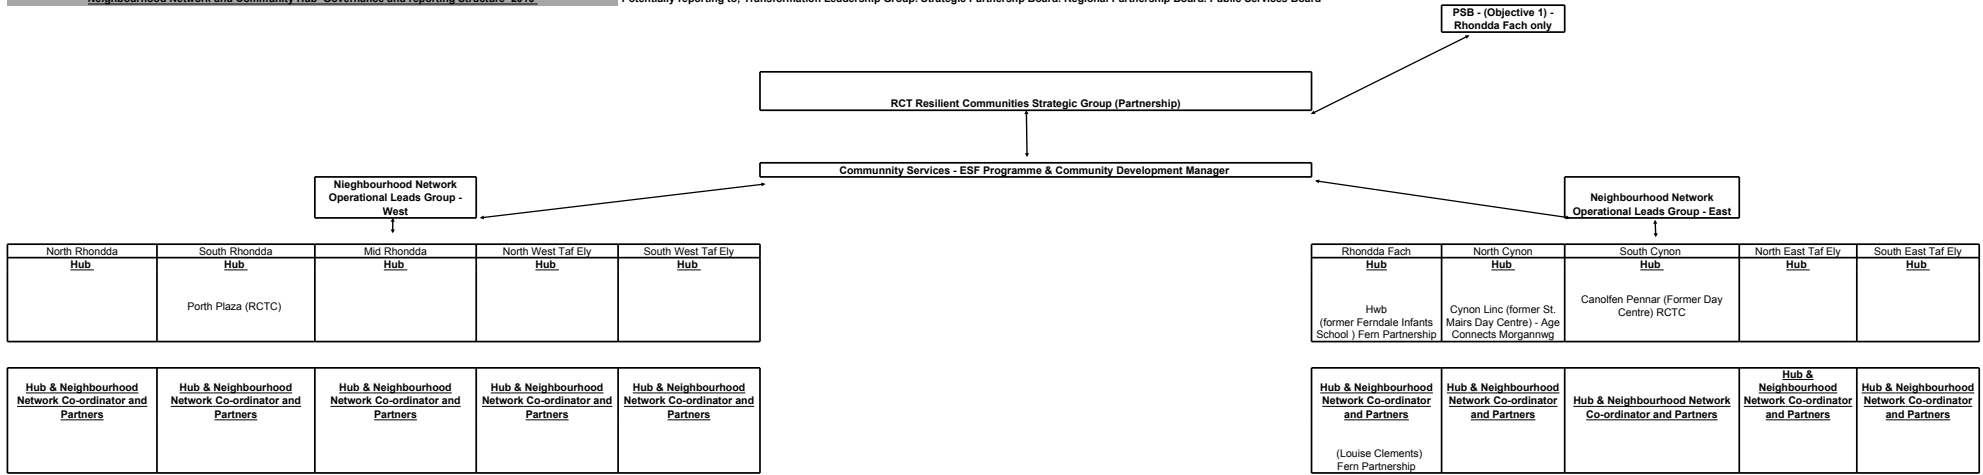 Neighbourhood Network and Community Hub Governance and reporting Structure 2019
Potentially reporting to; Transformation Leadership Group. Strategic Partnership Board. Regional Partnership Board. Public Services Board
PSB - (Objective 1) -
Rhondda Fach only
RCT Resilient Communities Strategic Group (Partnership)
Communnity Services - ESF Programme & Community Development Manager
Nieghbourhood Network
Operational Leads Group -
West
Neighbourhood Network
Operational Leads Group - East
North Rhondda
Hub
South Rhondda
Hub
Porth Plaza (RCTC)
Mid Rhondda
Hub
North West Taf Ely
Hub
South West Taf Ely
Hub
Rhondda Fach
Hub
Hwb
(former Ferndale Infants
School ) Fern Partnership
North Cynon
Hub
Cynon Linc (former St.
Mairs Day Centre) - Age
Connects Morgannwg
South Cynon
Hub
Canolfen Pennar (Former Day
Centre) RCTC
North East Taf Ely
Hub
South East Taf Ely
Hub
Hub & Neighbourhood
Network Co-ordinator and
Partners
Hub & Neighbourhood
Network Co-ordinator and
Partners
Hub & Neighbourhood
Network Co-ordinator and
Partners
Hub & Neighbourhood
Network Co-ordinator and
Partners
Hub & Neighbourhood
Network Co-ordinator and
Partners
Hub & Neighbourhood
Network Co-ordinator
and Partners
(Louise Clements)
Fern Partnership
Hub & Neighbourhood
Network Co-ordinator
and Partners
Hub & Neighbourhood Network
Co-ordinator and Partners
Hub &
Neighbourhood
Network Co-ordinator
and Partners
Hub & Neighbourhood
Network Co-ordinator
and Partners